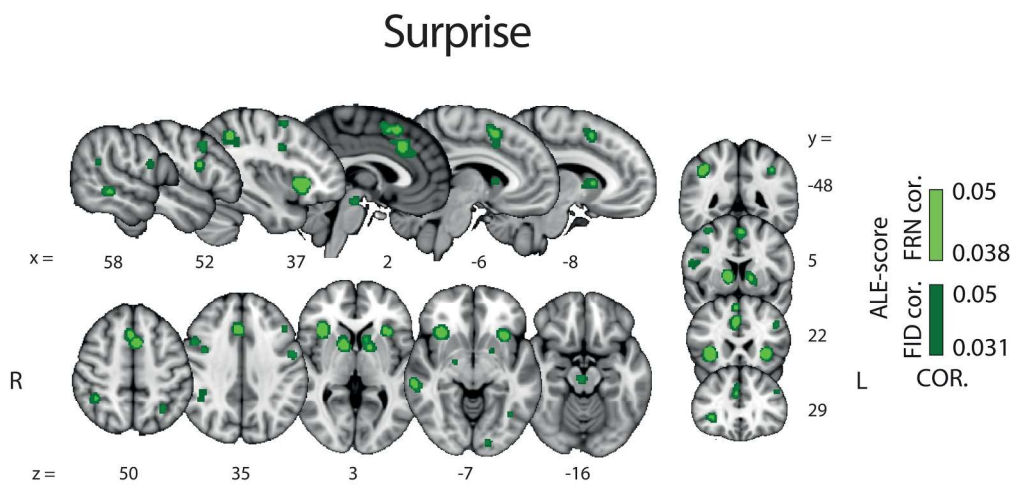 Surprise
x = 58 52 37 2 -6 -8
R
z = 50 35 3 -7 -16
y =
-48
5
22
29
L
ALE-score
FRN cor.
0.05
0.038
FID cor.
0.05
0.031
COR.